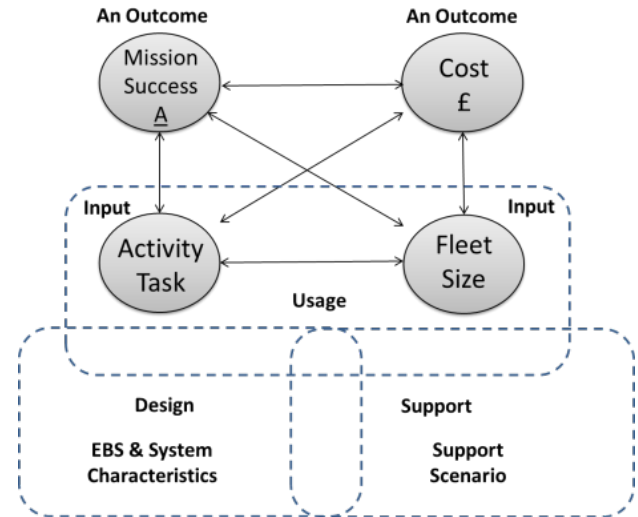 An Outcome
An Outcome
Mission
Success
A
Cost
£
Input
Input
Activity
Task
Fleet
Size
Usage
Design
Support
EBS & System
Characteristics
Support
Scenario